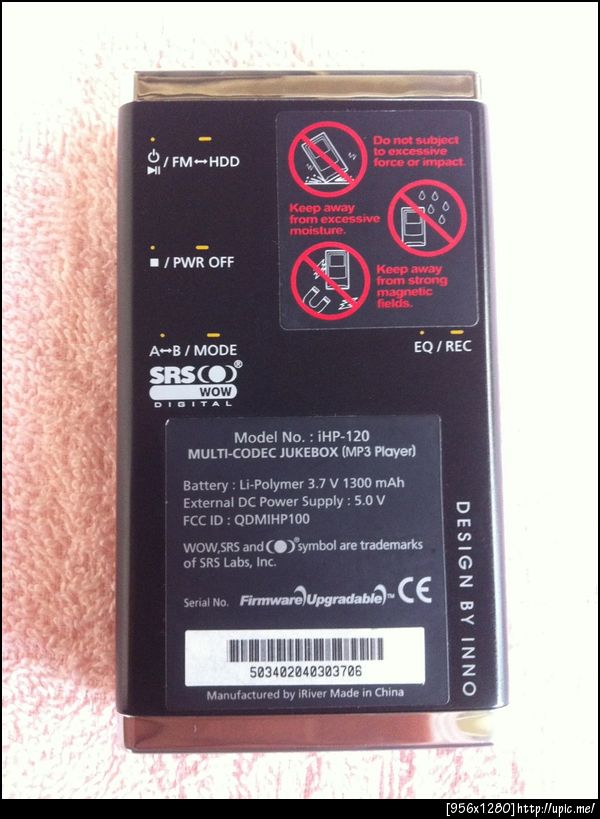 ⏻/▶II / FM↔HDD
■ / PWR OFF
A↔B / MODE
EQ / REC
Do not subject
to excessive
force or impact.
Keep away
from excessive
moisture.
Keep away
from strong
magnetic
fields.
SRS(●)®
WOW
DIGITAL
Model No. : iHP-120
MULTI-CODEC JUKEBOX (MP3 Player)
Battery : Li-Polymer 3.7 V 1300 mAh
External DC Power Supply : 5.0 V
FCC ID : QDMIHP100
WOW,SRS and (●)® symbol are trademarks
of SRS Labs, Inc.
Serial No. Firmware Upgradable™ CE
503402040303706
Manufactured by iRiver Made in China
DESIGN BY INNO
[956x1280]http://upic.me/